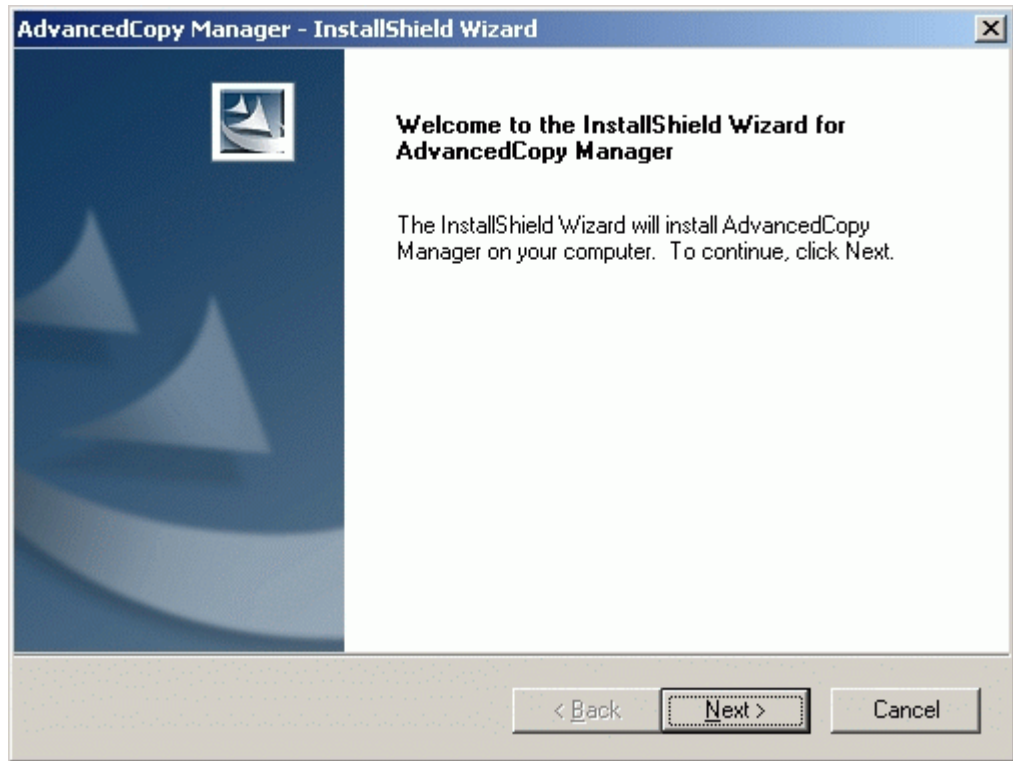 AdvancedCopy Manager - InstallShield Wizard
Welcome to the InstallShield Wizard for
AdvancedCopy Manager
The InstallShield Wizard will install AdvancedCopy
Manager on your computer.  To continue, click Next.
< Back Next > Cancel